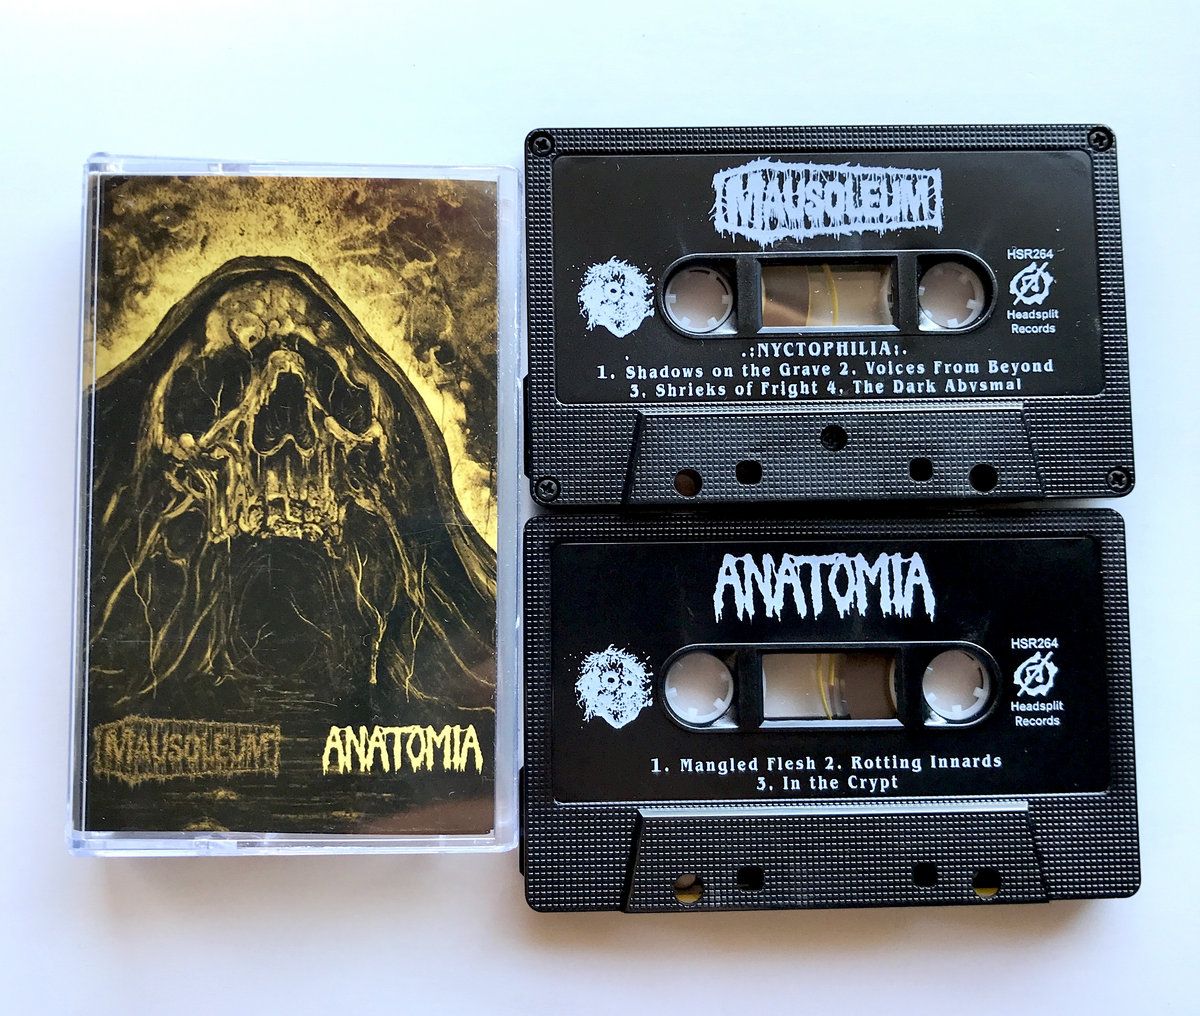 MAUSOLEUM
ANATOMIA
MAUSOLEUM
HSR264
Headsplit
Records
.:NYCTOPHILIA:.
1. Shadows on the Grave 2. Voices From Beyond
3. Shrieks of Fright 4. The Dark Abysmal
ANATOMIA
HSR264
Headsplit
Records
1. Mangled Flesh 2. Rotting Innards
3. In the Crypt